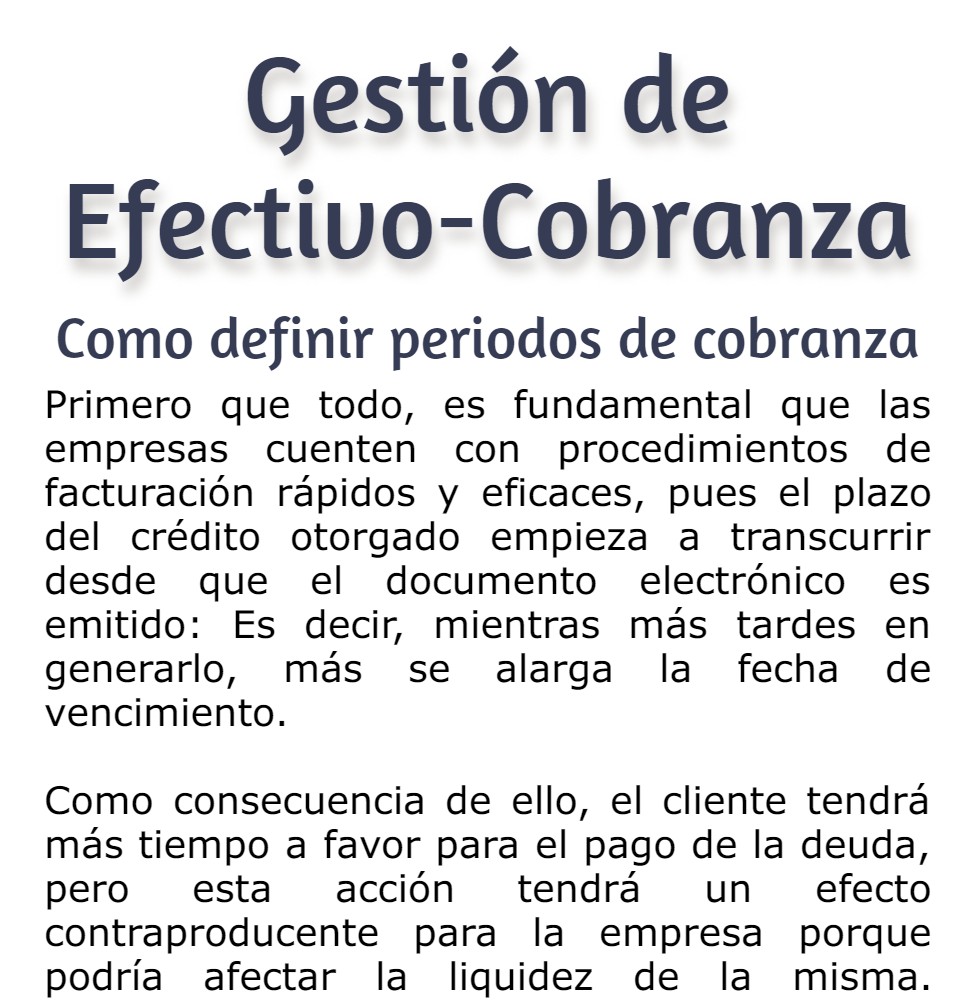 Gestión de
Efectivo-Cobranza
Como definir periodos de cobranza
Primero que todo, es fundamental que las
empresas cuenten con procedimientos de
facturación rápidos y eficaces, pues el plazo
del crédito otorgado empieza a transcurrir
desde que el documento electrónico es
emitido: Es decir, mientras más tardes en
generarlo, más se alarga la fecha de
vencimiento.
Como consecuencia de ello, el cliente tendrá
más tiempo a favor para el pago de la deuda,
pero esta acción tendrá un efecto
contraproducente para la empresa porque
podría afectar la liquidez de la misma.